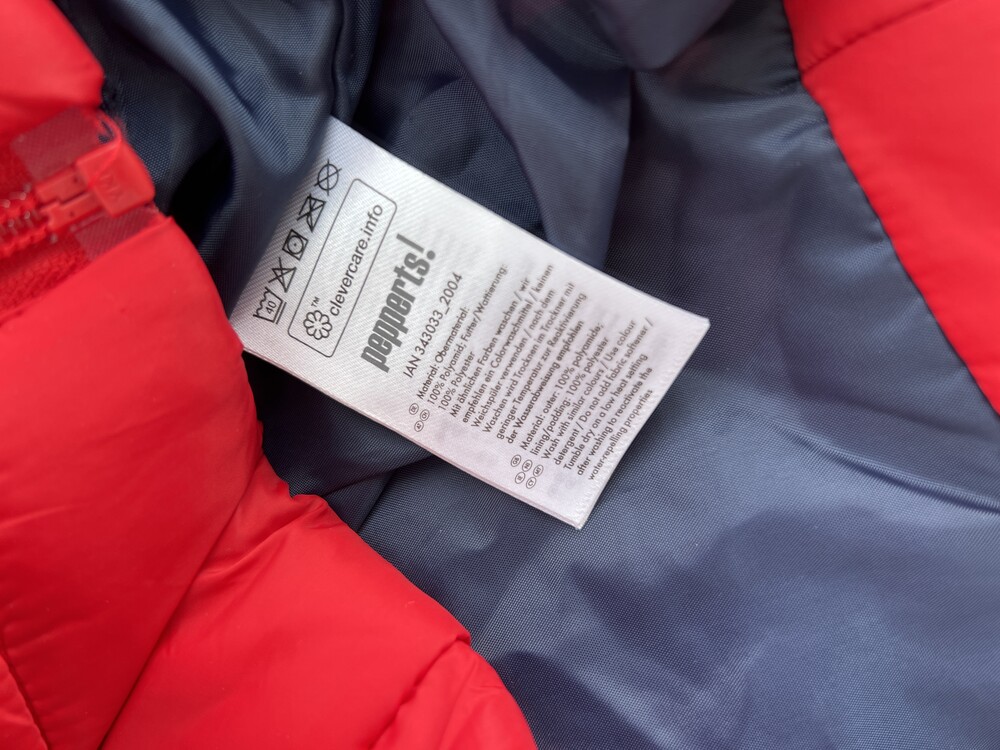 40
clevercare.info
™
pepperts!
IAN 343033_2004
Material: Obermaterial:
100% Polyamid; Futter/Wattierung:
100% Polyester
Mit ähnlichen Farben waschen / wir
empfehlen ein Colorwaschmittel / keinen
Weichspüler verwenden / nach dem
Waschen wird Trocknen im Trockner mit
geringer Temperatur zur Reaktivierung
der Wasserabweisung empfohlen
Material: outer: 100% polyamide,
lining/padding: 100% polyester
Wash with similar colours / Use colour
detergent / Do not add fabric softener /
Tumble dry on a low heat setting
after washing to reactivate the
water-repelling properties